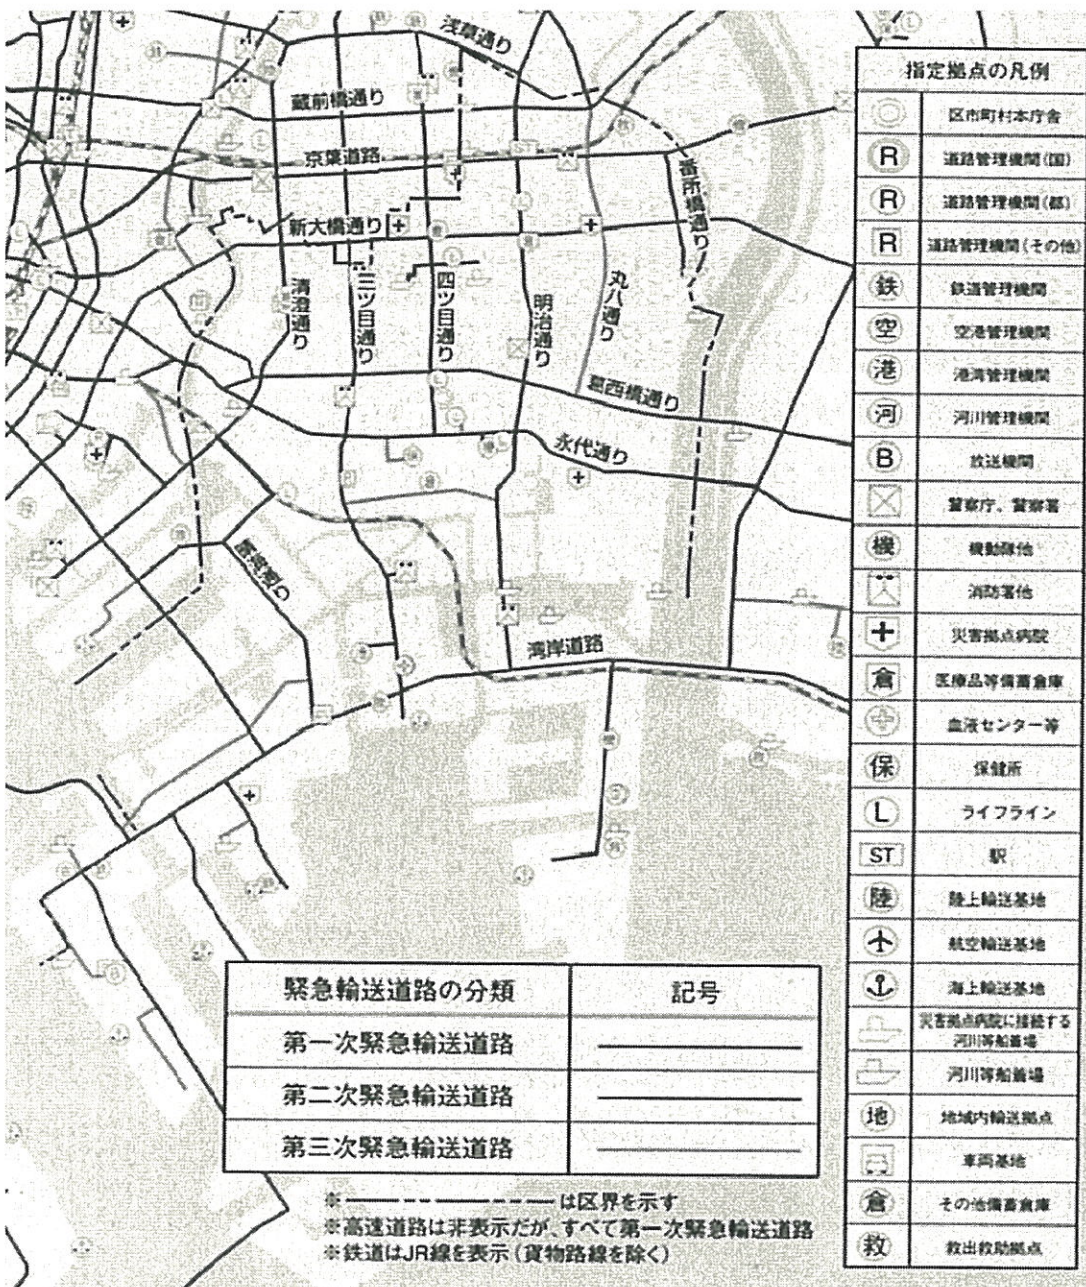 浅草通り
蔵前橋通り
京葉道路
新大橋通り
番所橋通り
清澄通り
三ツ目通り
四ツ目通り
明治通り
丸八通り
葛西橋通り
永代通り
晴海通り
湾岸道路
指定拠点の凡例
区市町村本庁舎
R 道路管理機関(国)
R 道路管理機関(都)
R 道路管理機関(その他)
鉄 鉄道管理機関
空 空港管理機関
港 港湾管理機関
河 河川管理機関
B 放送機関
警察庁、警察署
機 機動隊他
消防署他
災害拠点病院
倉 医療品等備蓄倉庫
血液センター等
保 保健所
L ライフライン
ST 駅
陸 陸上輸送基地
航空輸送基地
海上輸送基地
災害拠点病院に接続する
河川等船着場
河川等船着場
地 地域内輸送拠点
車両基地
倉 その他備蓄倉庫
救 救出救助拠点
緊急輸送道路の分類 記号
第一次緊急輸送道路
第二次緊急輸送道路
第三次緊急輸送道路
※ は区界を示す
※高速道路は非表示だが、すべて第一次緊急輸送道路
※鉄道はJR線を表示(貨物路線を除く)